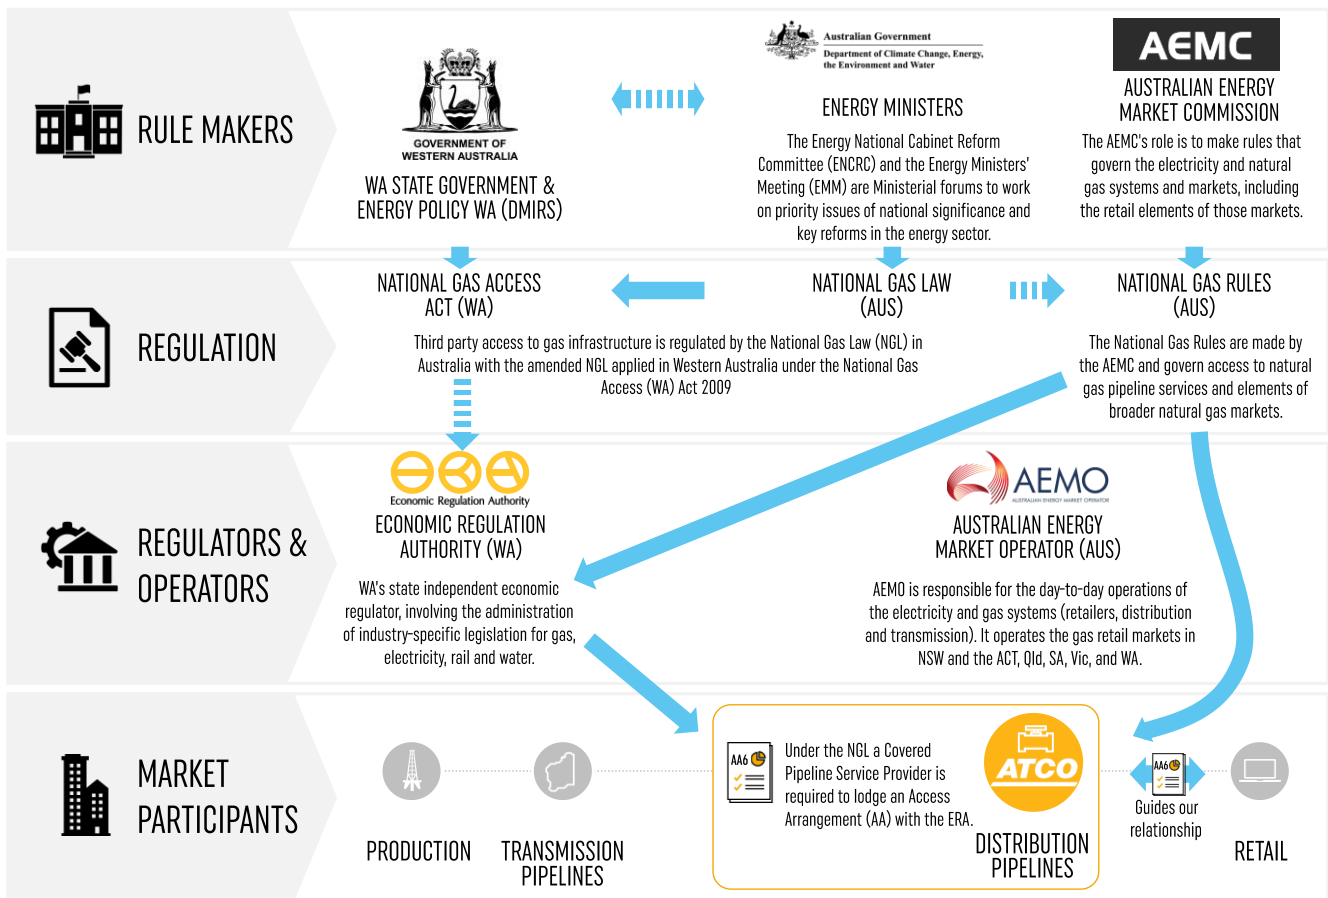 RULE MAKERS
GOVERNMENT OF
WESTERN AUSTRALIA
WA STATE GOVERNMENT &
ENERGY POLICY WA (DMIRS)
Australian Government
Department of Climate Change, Energy,
the Environment and Water
ENERGY MINISTERS
The Energy National Cabinet Reform
Committee (ENCRC) and the Energy Ministers'
Meeting (EMM) are Ministerial forums to work
on priority issues of national significance and
key reforms in the energy sector.
AEMC
AUSTRALIAN ENERGY
MARKET COMMISSION
The AEMC's role is to make rules that
govern the electricity and natural
gas systems and markets, including
the retail elements of those markets.
REGULATION
NATIONAL GAS ACCESS
ACT (WA)
NATIONAL GAS LAW
(AUS)
Third party access to gas infrastructure is regulated by the National Gas Law (NGL) in
Australia with the amended NGL applied in Western Australia under the National Gas
Access (WA) Act 2009
NATIONAL GAS RULES
(AUS)
The National Gas Rules are made by
the AEMC and govern access to natural
gas pipeline services and elements of
broader natural gas markets.
REGULATORS &
OPERATORS
ERA
Economic Regulation Authority
ECONOMIC REGULATION
AUTHORITY (WA)
WA's state independent economic
regulator, involving the administration
of industry-specific legislation for gas,
electricity, rail and water.
AEMO
AUSTRALIAN ENERGY MARKET OPERATOR
AUSTRALIAN ENERGY
MARKET OPERATOR (AUS)
AEMO is responsible for the day-to-day operations of
the electricity and gas systems (retailers, distribution
and transmission). It operates the gas retail markets in
NSW and the ACT, Qld, SA, Vic, and WA.
MARKET
PARTICIPANTS
PRODUCTION
TRANSMISSION
PIPELINES
AA6
Under the NGL a Covered
Pipeline Service Provider is
required to lodge an Access
Arrangement (AA) with the ERA.
ATCO
DISTRIBUTION
PIPELINES
AA6
Guides our
relationship
RETAIL